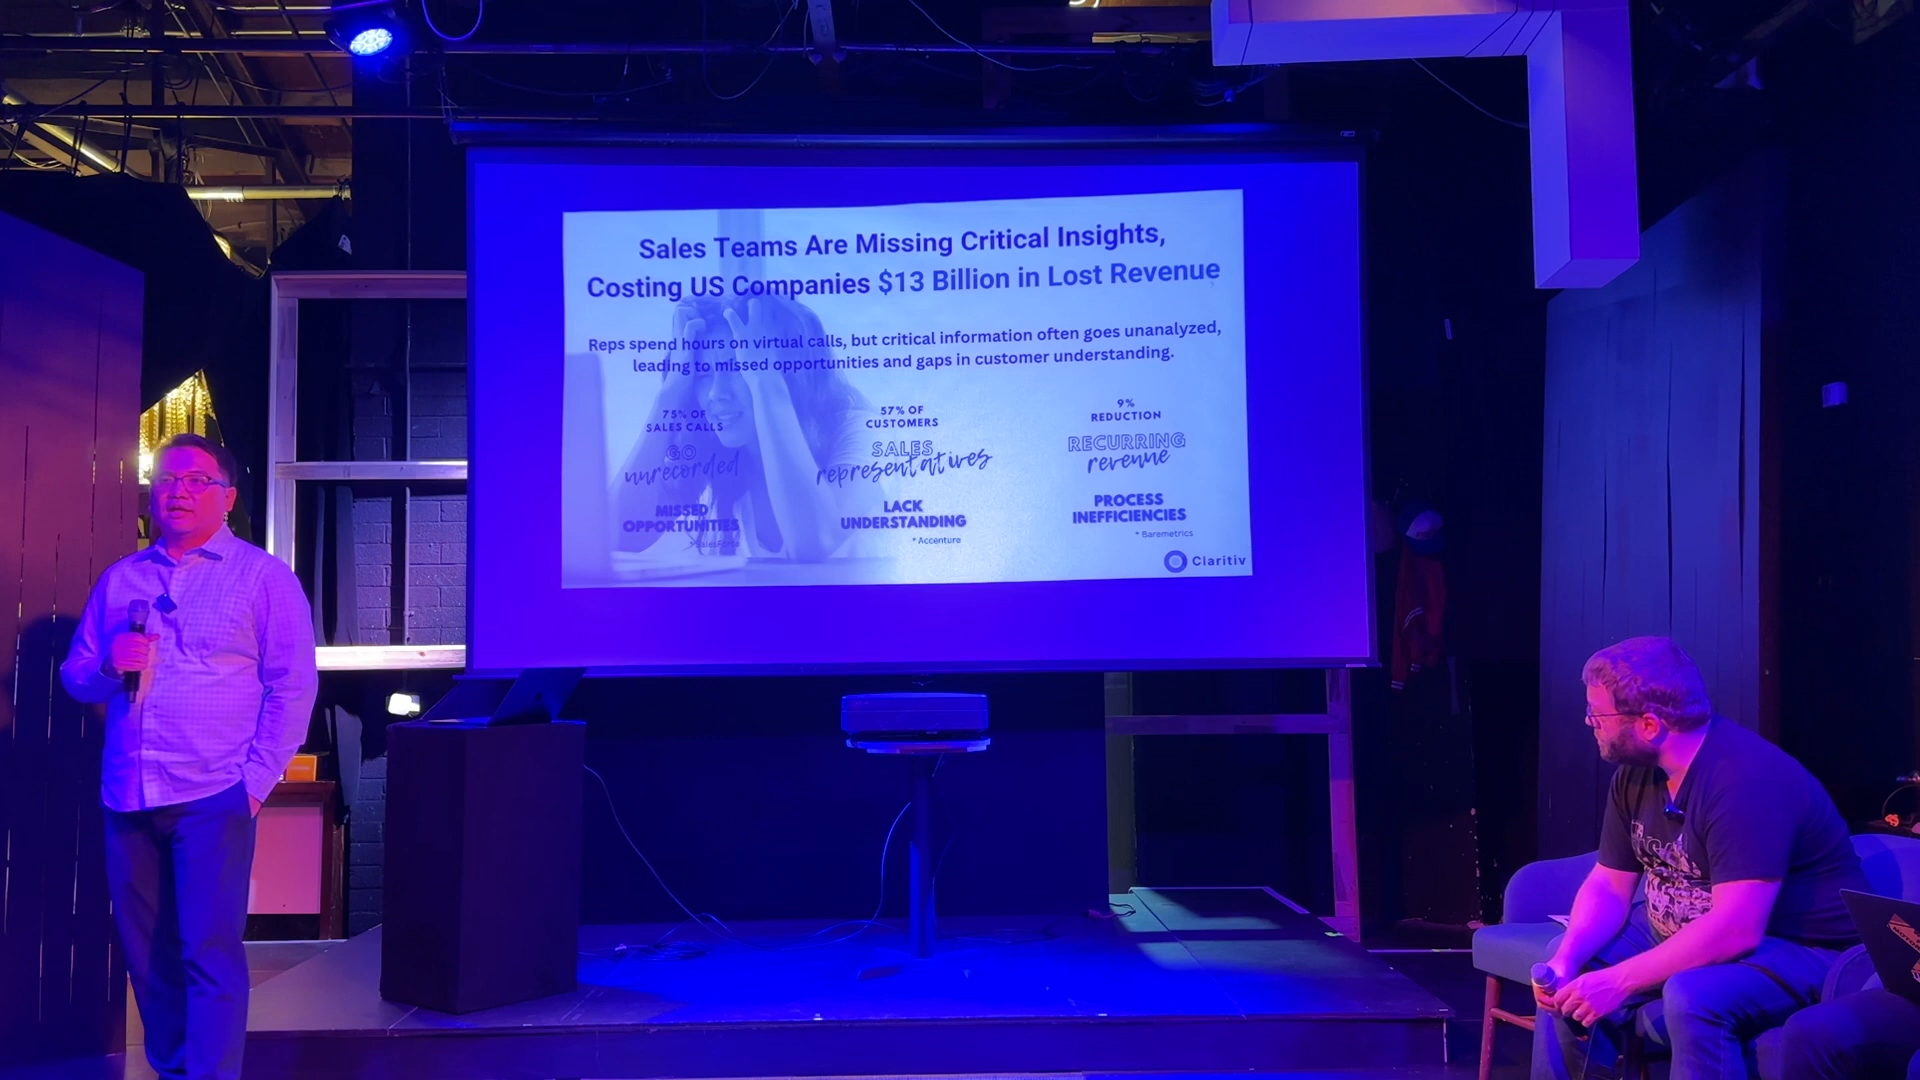 Sales Teams Are Missing Critical Insights,
Costing US Companies $13 Billion in Lost Revenue
Reps spend hours on virtual calls, but critical information often goes unanalyzed,
leading to missed opportunities and gaps in customer understanding.
75% OF
SALES CALLS
GO
unrecorded
MISSED
OPPORTUNITIES
*SalesForce
57% OF
CUSTOMERS
SALES
representatives
LACK
UNDERSTANDING
* Accenture
9%
REDUCTION
RECURRING
revenue
PROCESS
INEFFICIENCIES
* Baremetrics
Claritiv